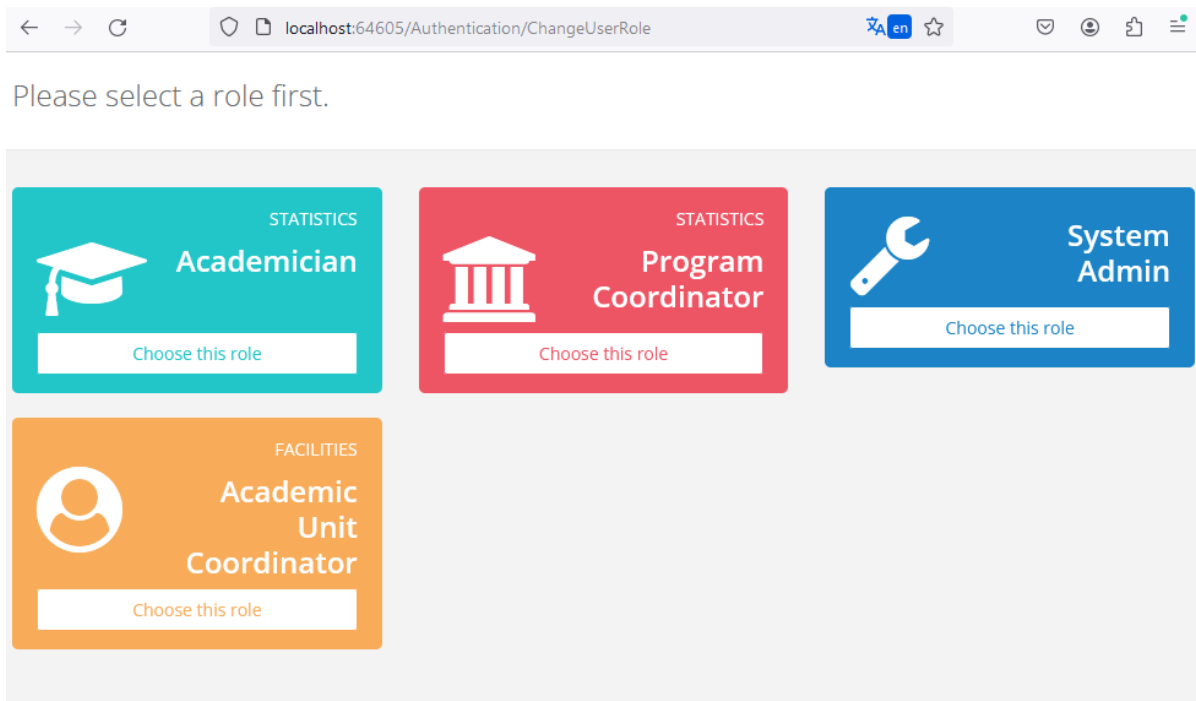 localhost:64605/Authentication/ChangeUserRole
en
Please select a role first.
STATISTICS
Academician
Choose this role
STATISTICS
Program
Coordinator
Choose this role
System
Admin
Choose this role
FACILITIES
Academic
Unit
Coordinator
Choose this role